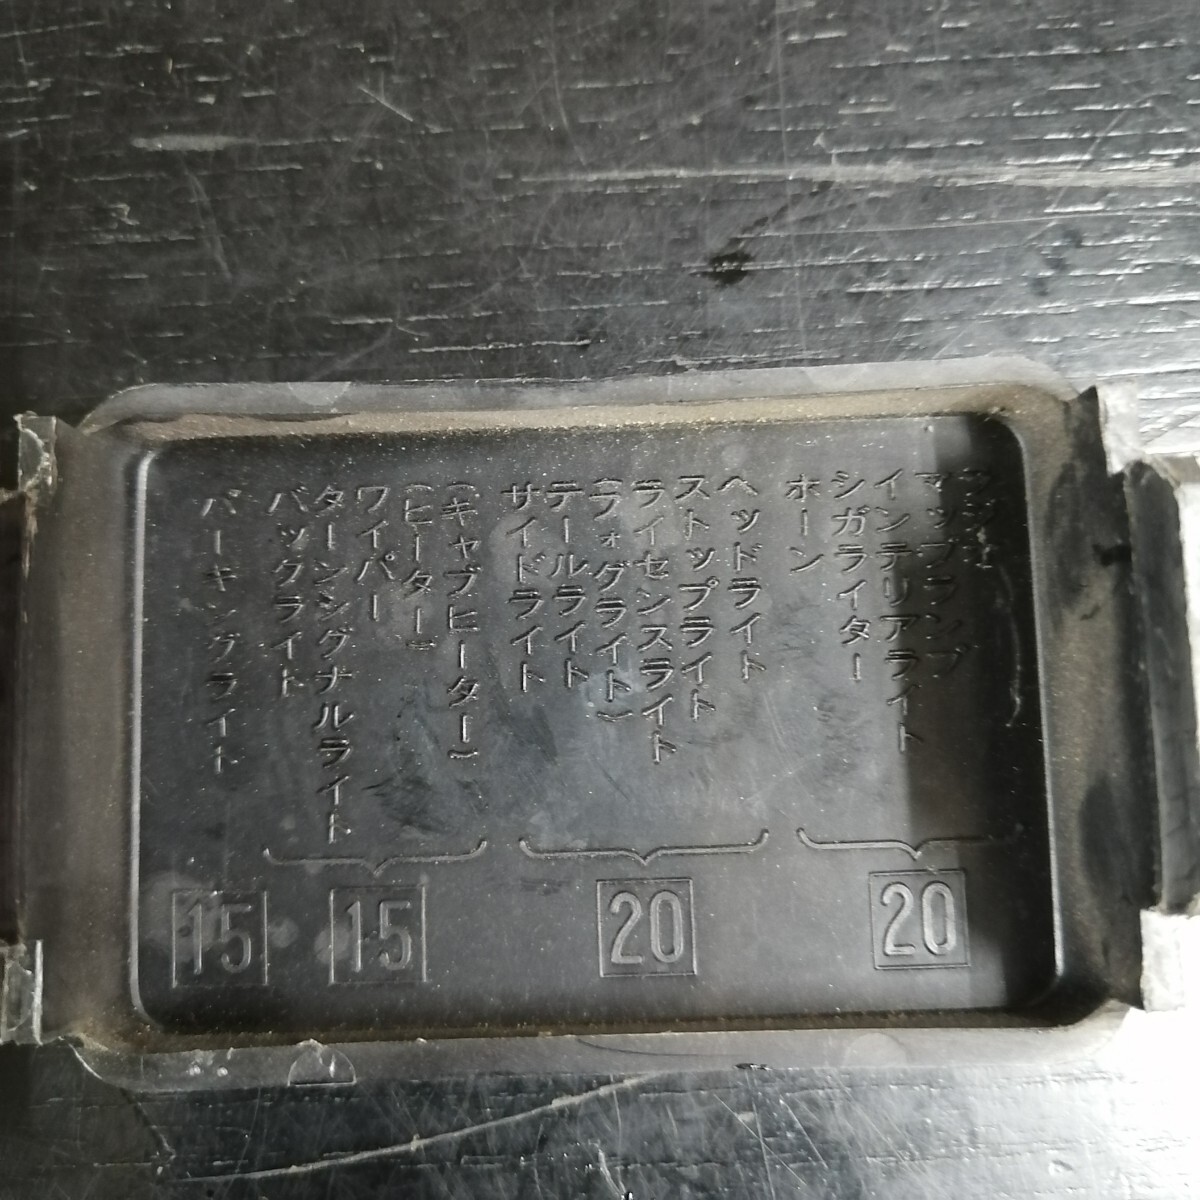 ラジオ
マップランプ
インテリアライト
シガライター
ホーン
20
ヘッドライト
ストップライト
ライセンスライト
(フォグライト)
テールライト
サイドライト
20
(キャブヒーター)
(ヒーター)
ワイパー
ターンシグナルライト
バックライト
15
パーキングライト
15